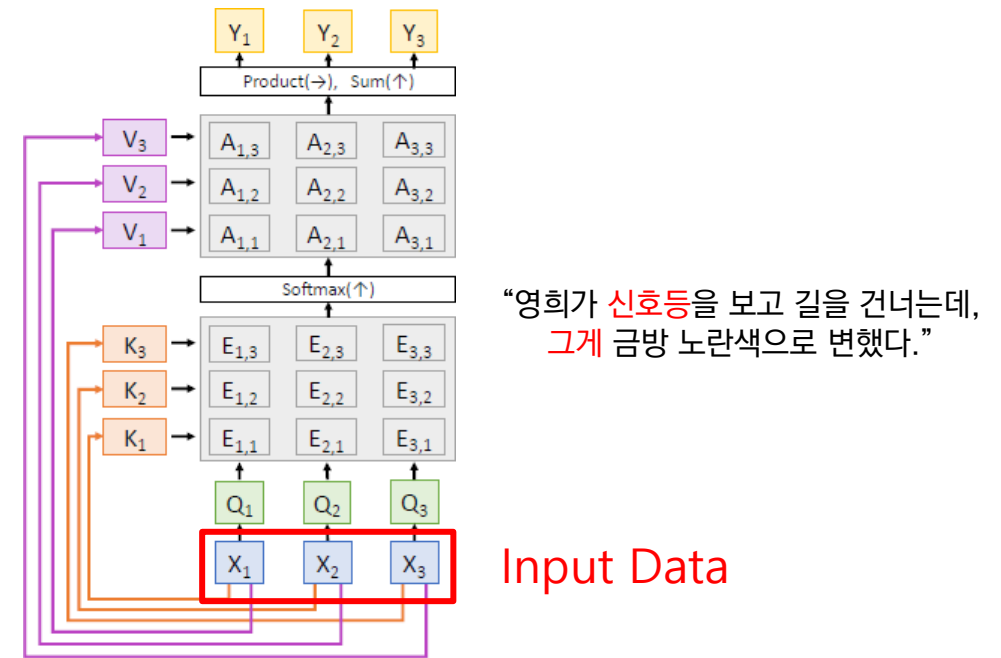 Y1 Y2 Y3
Product(→), Sum(↑)
V3 A1,3 A2,3 A3,3
V2 A1,2 A2,2 A3,2
V1 A1,1 A2,1 A3,1
Softmax(↑)
“영희가 신호등을 보고 길을 건너는데,
그게 금방 노란색으로 변했다.”
K3 E1,3 E2,3 E3,3
K2 E1,2 E2,2 E3,2
K1 E1,1 E2,1 E3,1
Q1 Q2 Q3
X1 X2 X3
Input Data